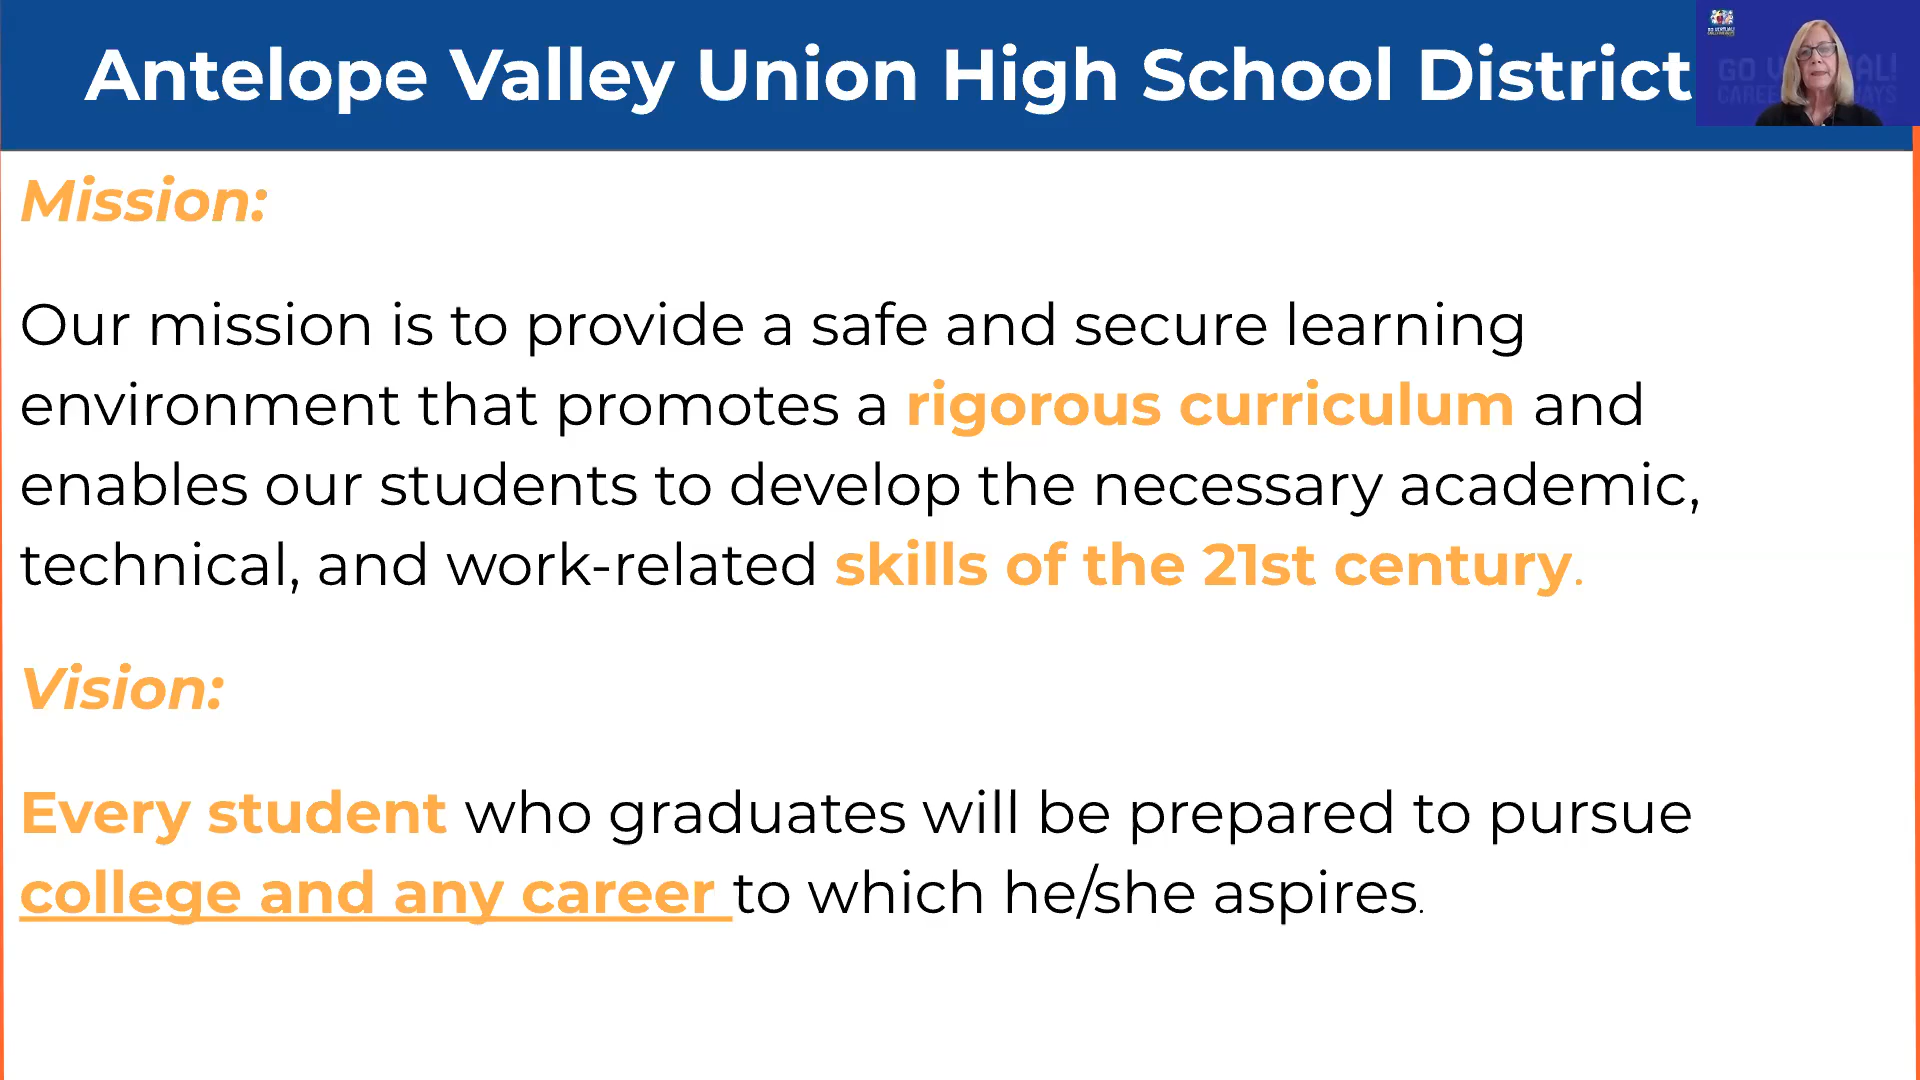 Antelope Valley Union High School District
Mission:
Our mission is to provide a safe and secure learning
environment that promotes a rigorous curriculum and
enables our students to develop the necessary academic,
technical, and work-related skills of the 21st century.
Vision:
Every student who graduates will be prepared to pursue
college and any career to which he/she aspires.